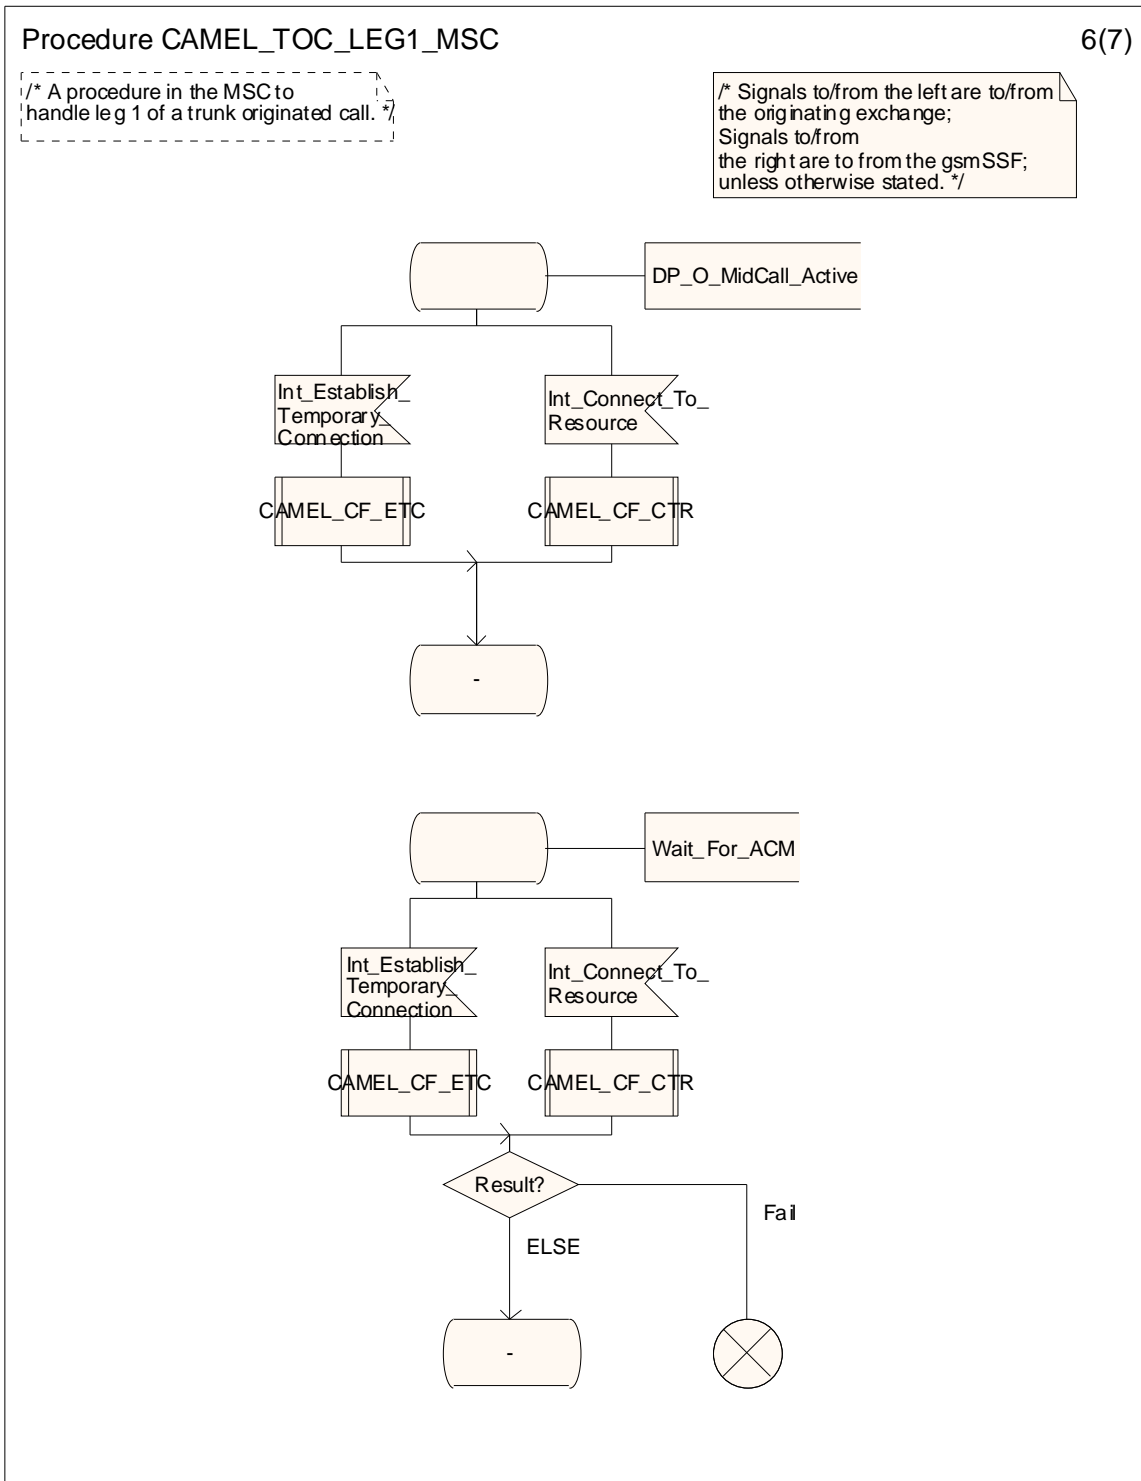 Procedure CAMEL_TOC_LEG1_MSC
6(7)
/* A procedure in the MSC to
handle leg 1 of a trunk originated call. */
/* Signals to/from the left are to/from
the originating exchange;
Signals to/from
the right are to from the gsmSSF;
unless otherwise stated. */
DP_O_MidCall_Active
Int_Establish_
Temporary_
Connection
Int_Connect_To_
Resource
CAMEL_CF_ETC
CAMEL_CF_CTR
-
Wait_For_ACM
Int_Establish_
Temporary_
Connection
Int_Connect_To_
Resource
CAMEL_CF_ETC
CAMEL_CF_CTR
Result?
Fail
ELSE
-